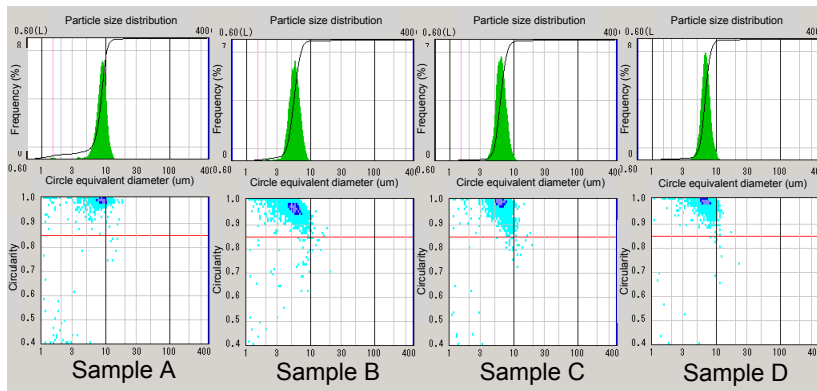 Particle size distribution
0.60(L) 400
8
Frequency (%)
0
0.60
1 3 10 30 100 400
Circle equivalent diameter (um)
1.0
0.9
0.8
0.7
0.6
0.5
0.4
Circularity
1 3 10 30 100 400
Sample A
Particle size distribution
0.60(L) 400
7
Frequency (%)
0
0.60
1 3 10 30 100 400
Circle equivalent diameter (um)
1.0
0.9
0.8
0.7
0.6
0.5
0.4
Circularity
1 3 10 30 100 400
Sample B
Particle size distribution
0.60(L) 400
7
Frequency (%)
0
0.60
1 3 10 30 100 400
Circle equivalent diameter (um)
1.0
0.9
0.8
0.7
0.6
0.5
0.4
Circularity
1 3 10 30 100 400
Sample C
Particle size distribution
0.60(L) 400
8
Frequency (%)
0
3.60
1 3 10 30 100 400
Circle equivalent diameter (um)
1.0
0.9
0.8
0.7
0.6
0.5
0.4
Circularity
1 3 10 30 100 400
Sample D